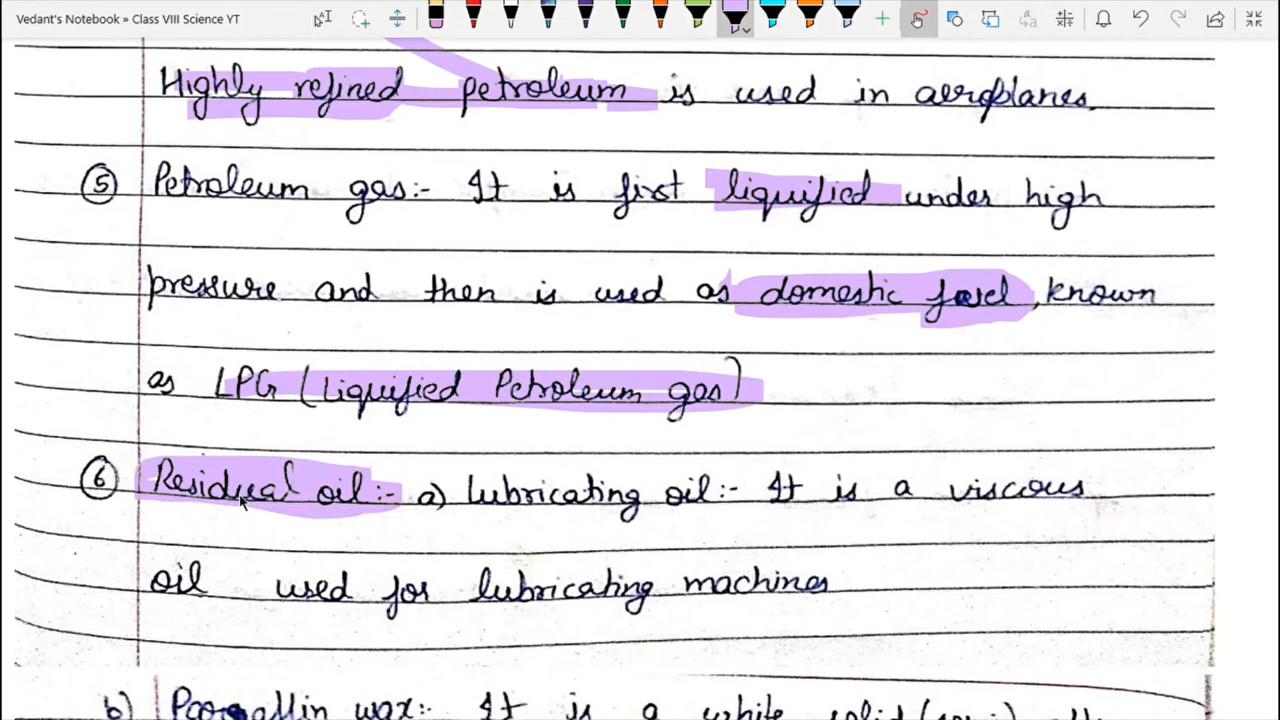 Vedant's Notebook » Class VIII Science YT
Highly refined petroleum is used in aeroplanes.
⑤ Petroleum gas:- It is first liquified under high
pressure and then is used as domestic fuel, known
as LPG (Liquified Petroleum gas)
⑥ Residual oil:- a) lubricating oil:- It is a viscous
oil used for lubricating machines
b) Paraffin wax:- It is a white solid